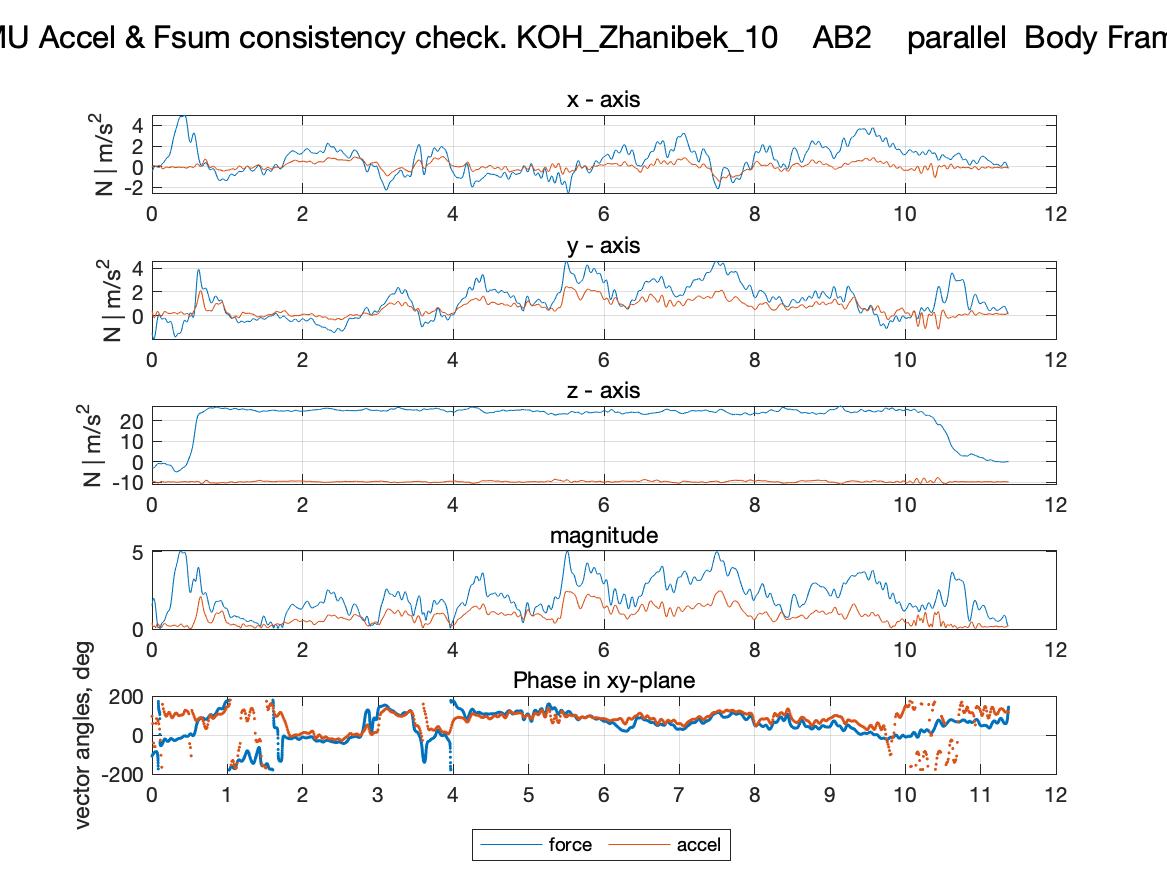 MU Accel & Fsum consistency check. KOH_Zhanibek_10 AB2 parallel Body Fram
x - axis
N | m/s²
4
2
0
-2
0 2 4 6 8 10 12
y - axis
N | m/s²
4
2
0
0 2 4 6 8 10 12
z - axis
N | m/s²
20
10
0
-10
0 2 4 6 8 10 12
magnitude
5
0
0 2 4 6 8 10 12
Phase in xy-plane
vector angles, deg
200
0
-200
0 1 2 3 4 5 6 7 8 9 10 11 12
force accel